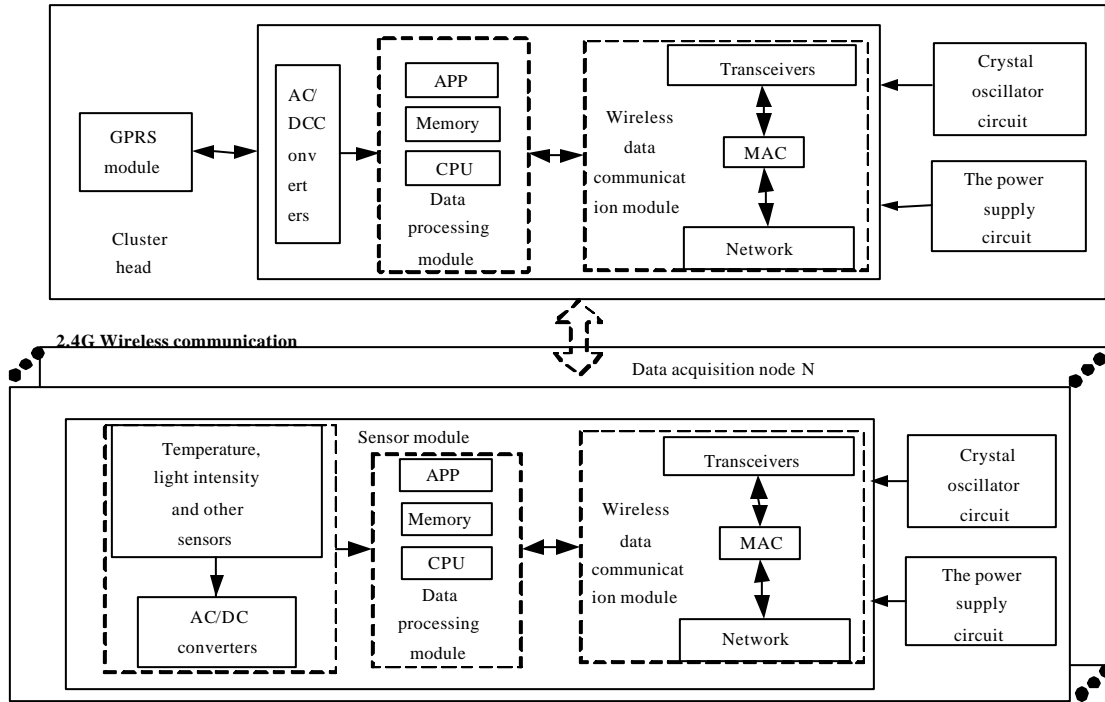 GPRS
module
Cluster
head
AC/
DCC
onv
ert
ers
APP
Memory
CPU
Data
processing
module
Wireless
data
communicat
ion module
Transceivers
MAC
Network
Crystal
oscillator
circuit
The power
supply
circuit
2.4G Wireless communication
Data acquisition node N
Temperature,
light intensity
and other
sensors
AC/DC
converters
Sensor module
APP
Memory
CPU
Data
processing
module
Wireless
data
communicat
ion module
Transceivers
MAC
Network
Crystal
oscillator
circuit
The power
supply
circuit